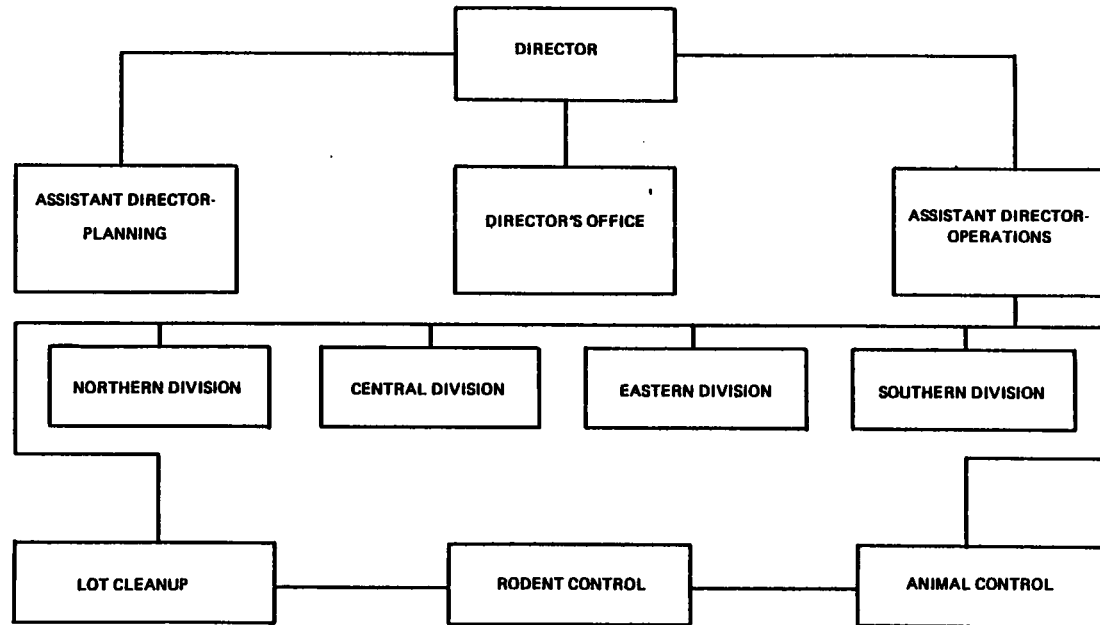 DIRECTOR
ASSISTANT DIRECTOR-
PLANNING
DIRECTOR'S OFFICE
ASSISTANT DIRECTOR-
OPERATIONS
NORTHERN DIVISION
CENTRAL DIVISION
EASTERN DIVISION
SOUTHERN DIVISION
LOT CLEANUP
RODENT CONTROL
ANIMAL CONTROL